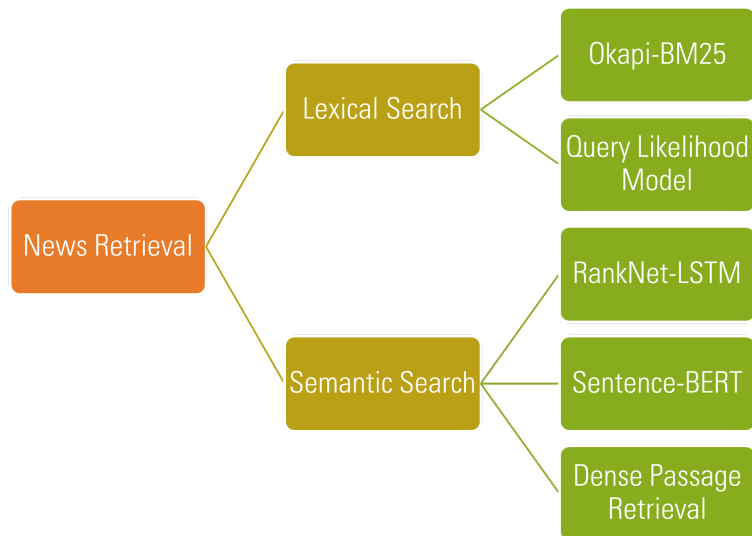 News Retrieval
Lexical Search
Okapi-BM25
Query Likelihood
Model
Semantic Search
RankNet-LSTM
Sentence-BERT
Dense Passage
Retrieval